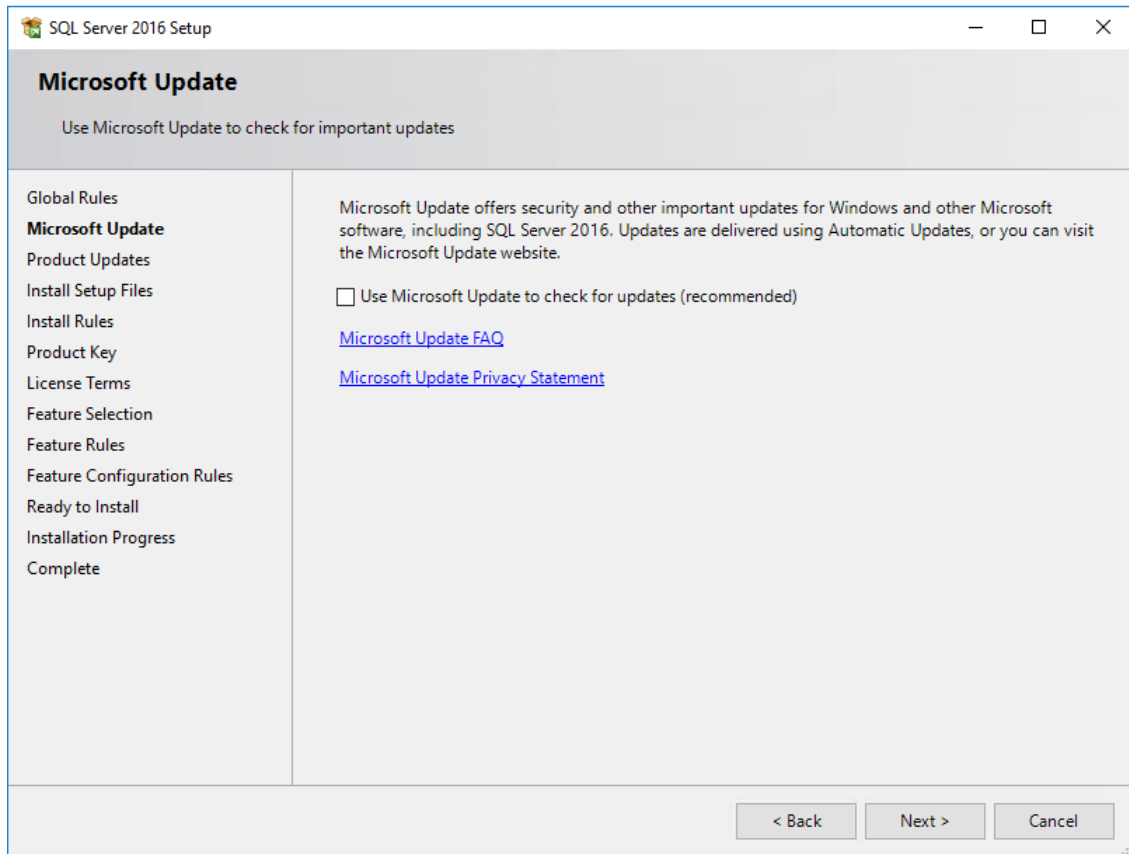 SQL Server 2016 Setup
Microsoft Update
Use Microsoft Update to check for important updates
Global Rules
Microsoft Update
Product Updates
Install Setup Files
Install Rules
Product Key
License Terms
Feature Selection
Feature Rules
Feature Configuration Rules
Ready to Install
Installation Progress
Complete
Microsoft Update offers security and other important updates for Windows and other Microsoft
software, including SQL Server 2016. Updates are delivered using Automatic Updates, or you can visit
the Microsoft Update website.
Use Microsoft Update to check for updates (recommended)
Microsoft Update FAQ
Microsoft Update Privacy Statement
< Back
Next >
Cancel